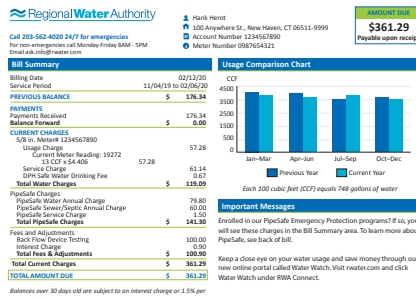 Regional Water Authority
Call 203-562-4020 24/7 for emergencies
For non-emergencies call Monday-Friday 8AM - 5PM
Email ask.info@rwater.com
Hank Herot
100 Anywhere Street., New Haven, CT 06511-9999
Account Number 1234567890
Meter Number 0987654321
AMOUNT DUE
$361.29
Payable upon receip
Bill Summary
Billing Date 02/12/20
Service Period 11/04/19 to 02/06/20
PREVIOUS BALANCE $ 176.34
PAYMENTS
Payments Received 176.34
Balance Forward $ 0.00
CURRENT CHARGES
5/8 in. Meter# 1234567890
Usage Charge 57.28
Current Meter Reading: 19272
13 CCF x $4.406 57.28
Service Charge 61.14
DPH Safe Water Drinking Fee 0.67
Total Water Charges $ 119.09
PipeSafe Charges
PipeSafe Water Annual Charge 79.80
PipeSafe Sewer/Septic Annual Charge 60.00
PipeSafe Service Charge 1.50
Total PipeSafe Charges $ 141.30
Fees and Adjustments
Back Flow Device Testing 100.00
Interest Charge 0.90
Total Fees & Adjustments $ 100.90
Total Current Charges $ 361.29
TOTAL AMOUNT DUE $ 361.29
Balances over 30 days old are subject to an interest charge or 1.5% per
Usage Comparison Chart
CCF
4500
3500
2500
1500
500
0
Jan–Mar Apr–Jun Jul–Sep Oct–Dec
Previous Year Current Year
Each 100 cubic feet (CCF) equals 748 gallons of water
Important Messages
Enrolled in our PipeSafe Emergency Protection programs? If so, you
will see these charges in the Bill Summary area. To learn more abou
PipeSafe, see back of bill.
Keep a close eye on your water usage and save money through ou
new online portal called Water Watch. Visit rwater.com and click
Water Watch under RWA Connect.